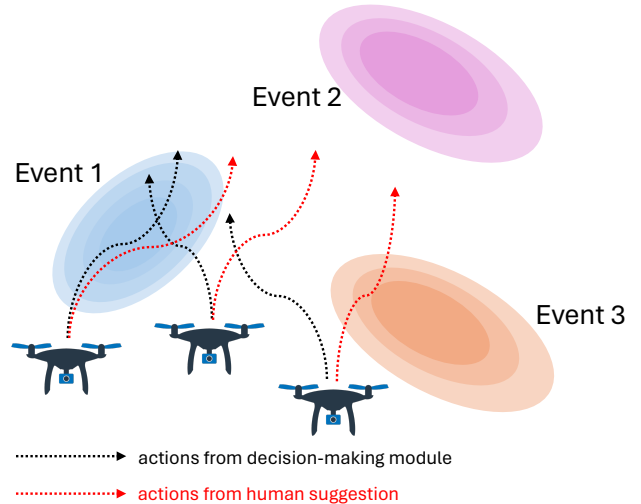 Event 2
Event 1
Event 3
actions from decision-making module
actions from human suggestion